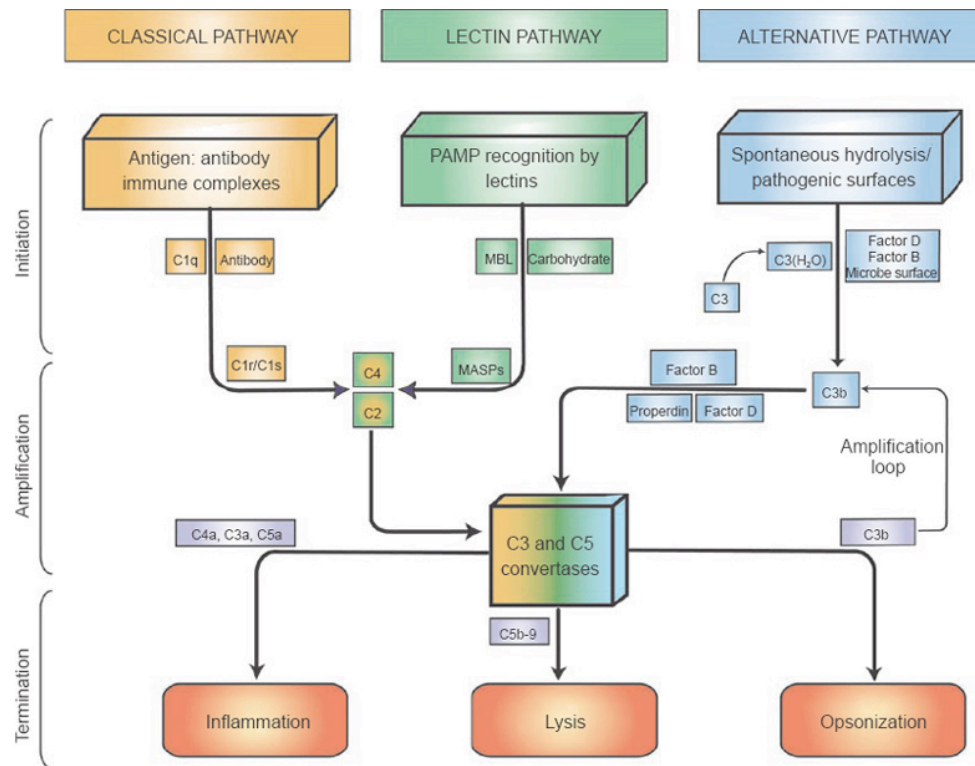 CLASSICAL PATHWAY
LECTIN PATHWAY
ALTERNATIVE PATHWAY
Initiation
Antigen: antibody
immune complexes
PAMP recognition by
lectins
Spontaneous hydrolysis/
pathogenic surfaces
C1q
Antibody
MBL
Carbohydrate
C3
C3(H₂O)
Factor D
Factor B
Microbe surface
Amplification
C1r/C1s
C4
C2
MASPs
Factor B
Properdin
Factor D
C3b
Amplification
loop
C3b
C4a, C3a, C5a
C3 and C5
convertases
Termination
C5b-9
Inflammation
Lysis
Opsonization